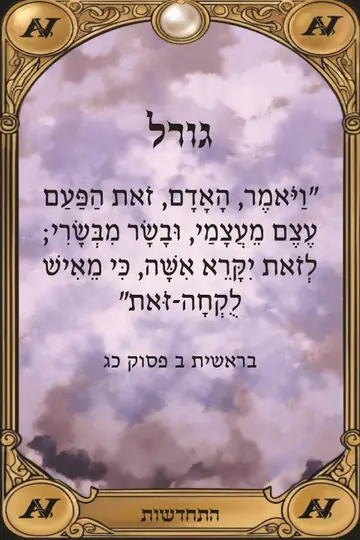 גורל
"וַיֹּאמֶר, הָאָדָם, זֹאת הַפַּעַם
עֶצֶם מֵעֲצָמַי, וּבָשָׂר מִבְּשָׂרִי;
לְזֹאת יִקָּרֵא אִשָּׁה, כִּי מֵאִישׁ
לֻקְחָה-זֹּאת"
בראשית ב פסוק כג
התחדשות